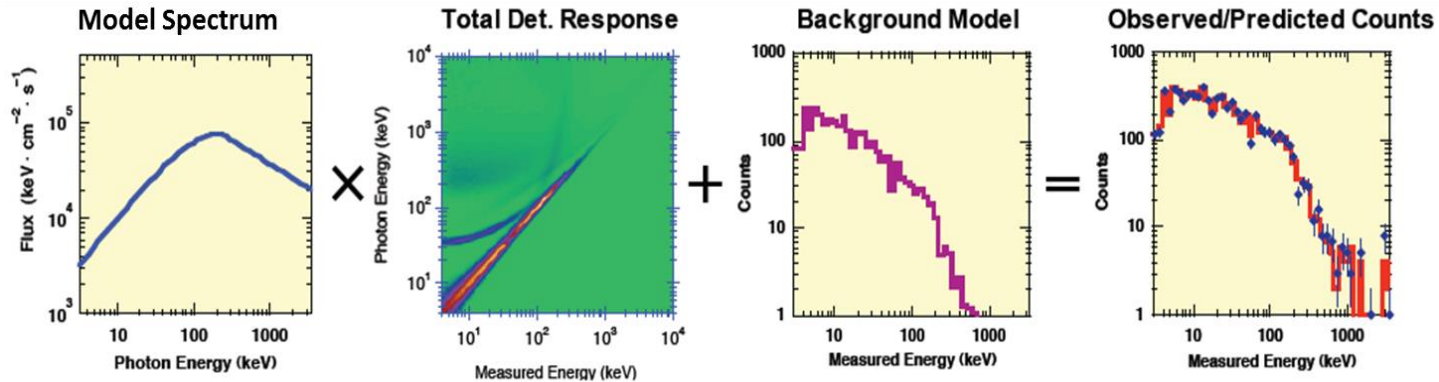 Model Spectrum
Flux (keV · cm⁻² · s⁻¹)
10⁵
10⁴
10³
10
100
1000
Photon Energy (keV)
×
Total Det. Response
Photon Energy (keV)
10⁴
10³
10²
10¹
10¹
10²
10³
10⁴
Measured Energy (keV)
+
Background Model
Counts
1000
100
10
1
10
100
1000
Measured Energy (keV)
=
Observed/Predicted Counts
Counts
1000
100
10
1
10
100
1000
Measured Energy (keV)